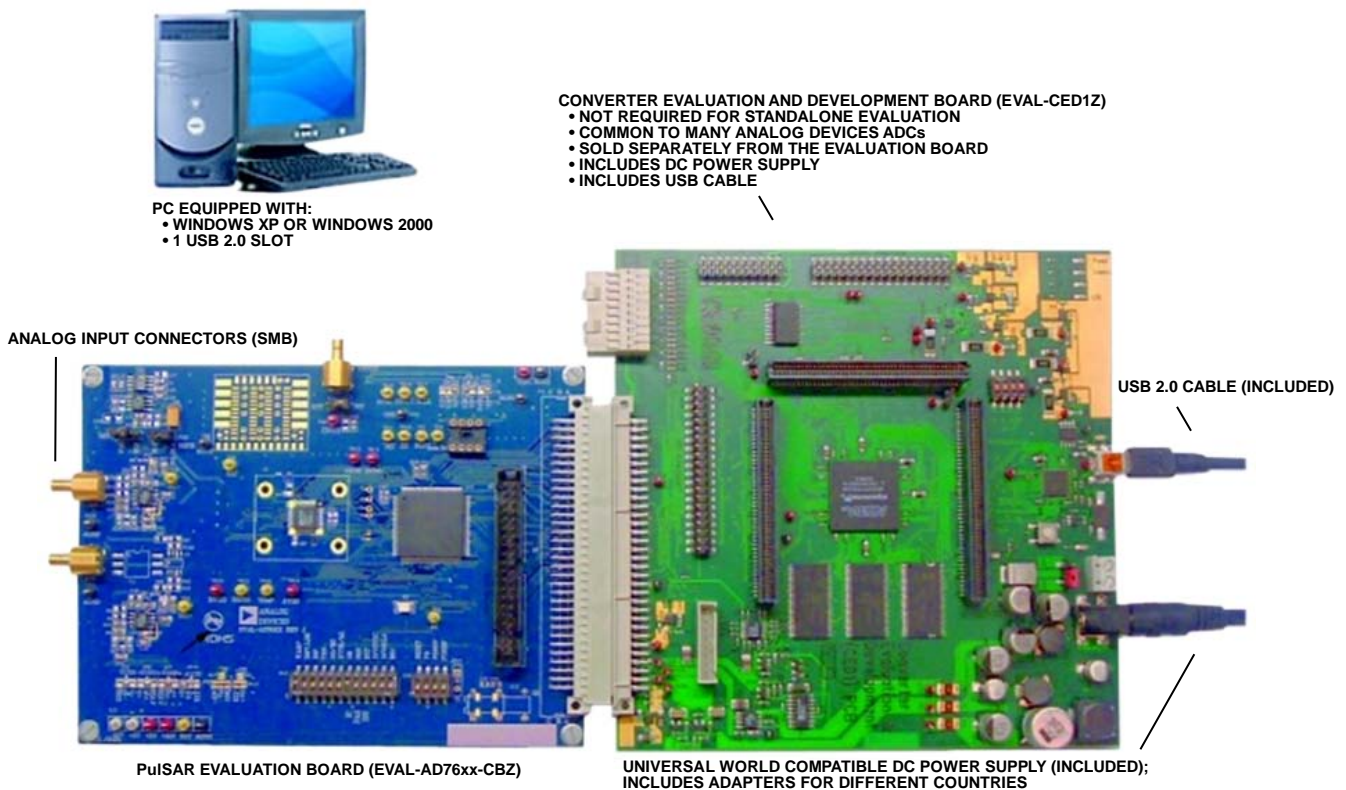 CONVERTER EVALUATION AND DEVELOPMENT BOARD (EVAL-CED1Z)
• NOT REQUIRED FOR STANDALONE EVALUATION
• COMMON TO MANY ANALOG DEVICES ADCs
• SOLD SEPARATELY FROM THE EVALUATION BOARD
• INCLUDES DC POWER SUPPLY
• INCLUDES USB CABLE
PC EQUIPPED WITH:
• WINDOWS XP OR WINDOWS 2000
• 1 USB 2.0 SLOT
ANALOG INPUT CONNECTORS (SMB)
USB 2.0 CABLE (INCLUDED)
PulSAR EVALUATION BOARD (EVAL-AD76xx-CBZ)
UNIVERSAL WORLD COMPATIBLE DC POWER SUPPLY (INCLUDED);
INCLUDES ADAPTERS FOR DIFFERENT COUNTRIES